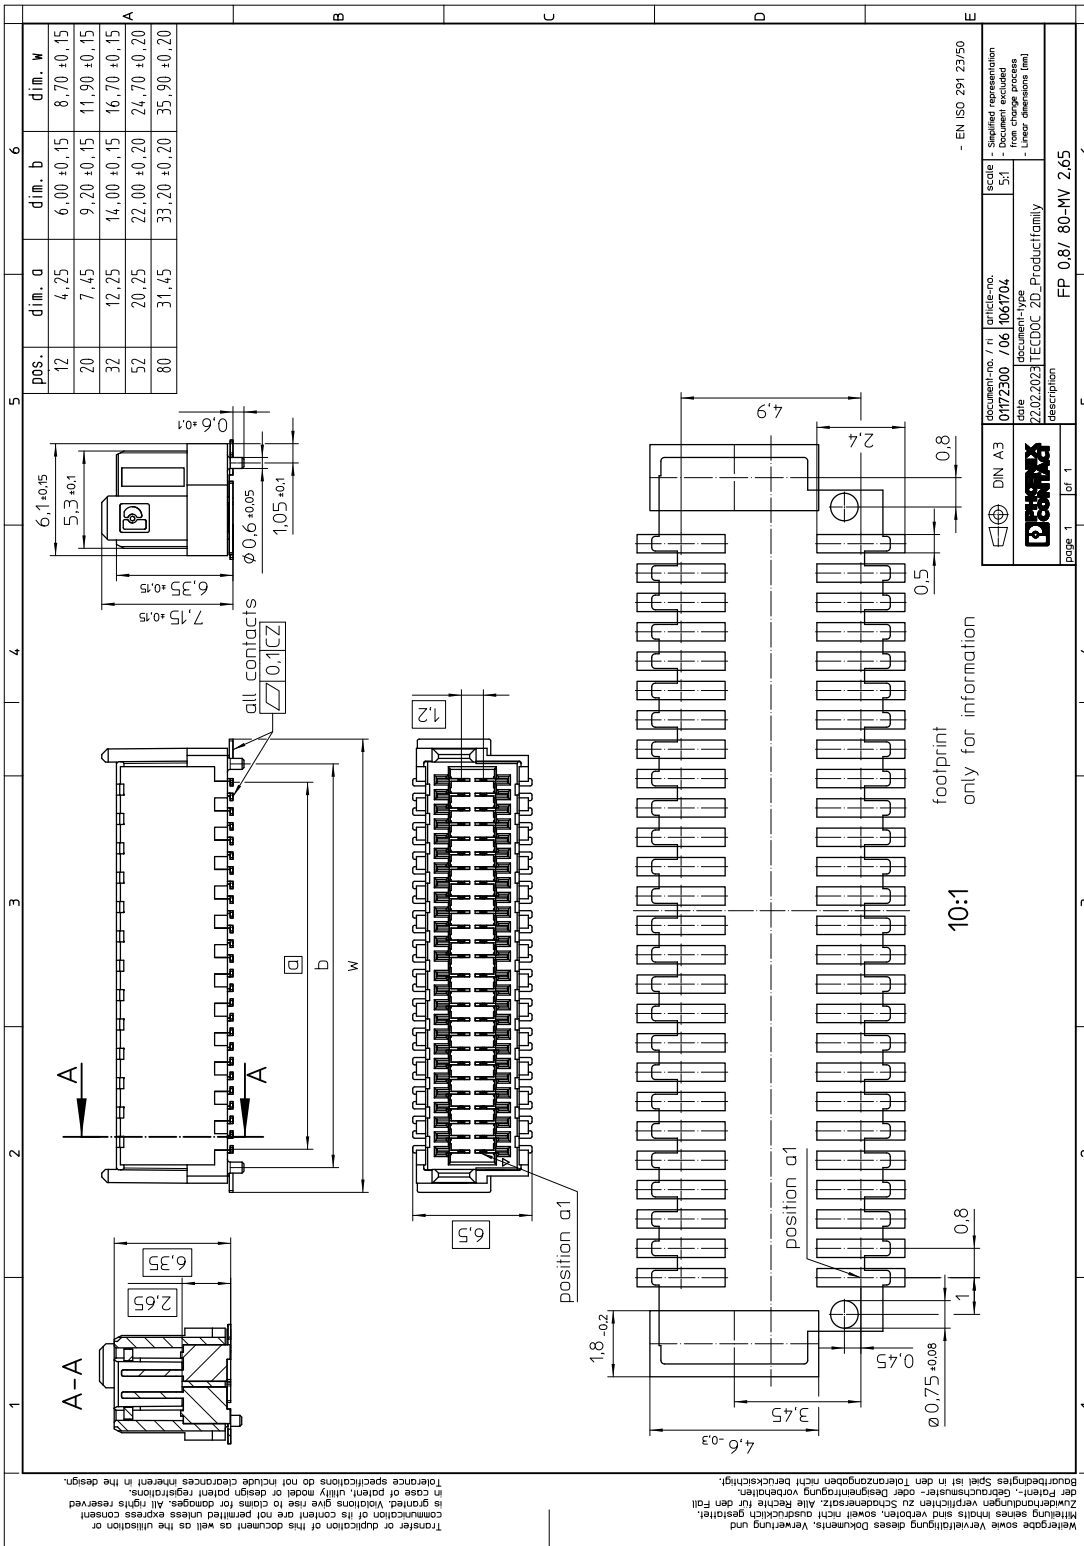 pos. dim. a dim. b dim. w
12 4,25 6,00 ±0,15 8,70 ±0,15
20 7,45 9,20 ±0,15 11,90 ±0,15
32 12,25 14,00 ±0,15 16,70 ±0,15
52 20,25 22,00 ±0,20 24,70 ±0,20
80 31,45 33,20 ±0,20 35,90 ±0,20
A
B
C
D
E
1
2
3
4
5
6
A-A
6,35
2,65
A
A
a
b
w
all contacts
0,1CZ
6,1 ±0,15
5,3 ±0,1
0,6 ±0,1
Ø0,6 ±0,05
1,05 ±0,1
6,35 ±0,15
7,15 ±0,15
1,2
6,5
position a1
4,9
2,4
0,8
0,5
footprint
only for information
10:1
position a1
0,8
1
0,45
Ø0,75 ±0,08
3,45
4,6 -0,3
1,8 -0,2
- EN ISO 291 23/50
DIN A3
PHOENIX
CONTACT
page 1 of 1
document-no. / ri
01172300 / 06
article-no.
1061704
scale
5:1
- Simplified representation
- Document excluded
from change process
- Linear dimensions [mm]
date
22.02.2023
document-type
TECDOC 2D_Productfamily
description
FP 0,8/ 80-MV 2,65
Transfer or duplication of this document as well as the utilisation or
communication of its content are not permitted unless express consent
is granted. Violations give rise to claims for damages. All rights reserved
in case of patent, utility model or design patent registrations.
Tolerance specifications do not include clearances inherent in the design.
Weitergabe sowie Vervielfältigung dieses Dokuments, Verwertung und
Mitteilung seines Inhalts sind verboten, soweit nicht ausdrücklich gestattet.
Zuwiderhandlungen verpflichten zu Schadenersatz. Alle Rechte für den Fall
der Patent-, Gebrauchsmuster- oder Designeintragung vorbehalten.
Bauartbedingtes Spiel ist in den Toleranzangaben nicht berücksichtigt.